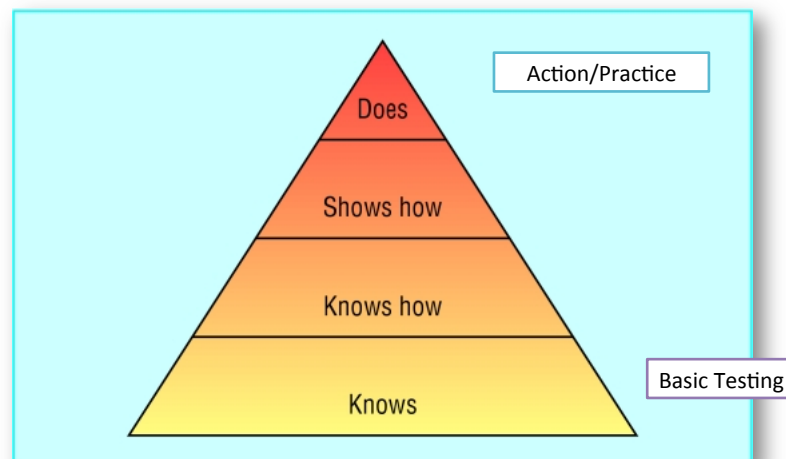 Action/Practice
Does
Shows how
Knows how
Basic Testing
Knows